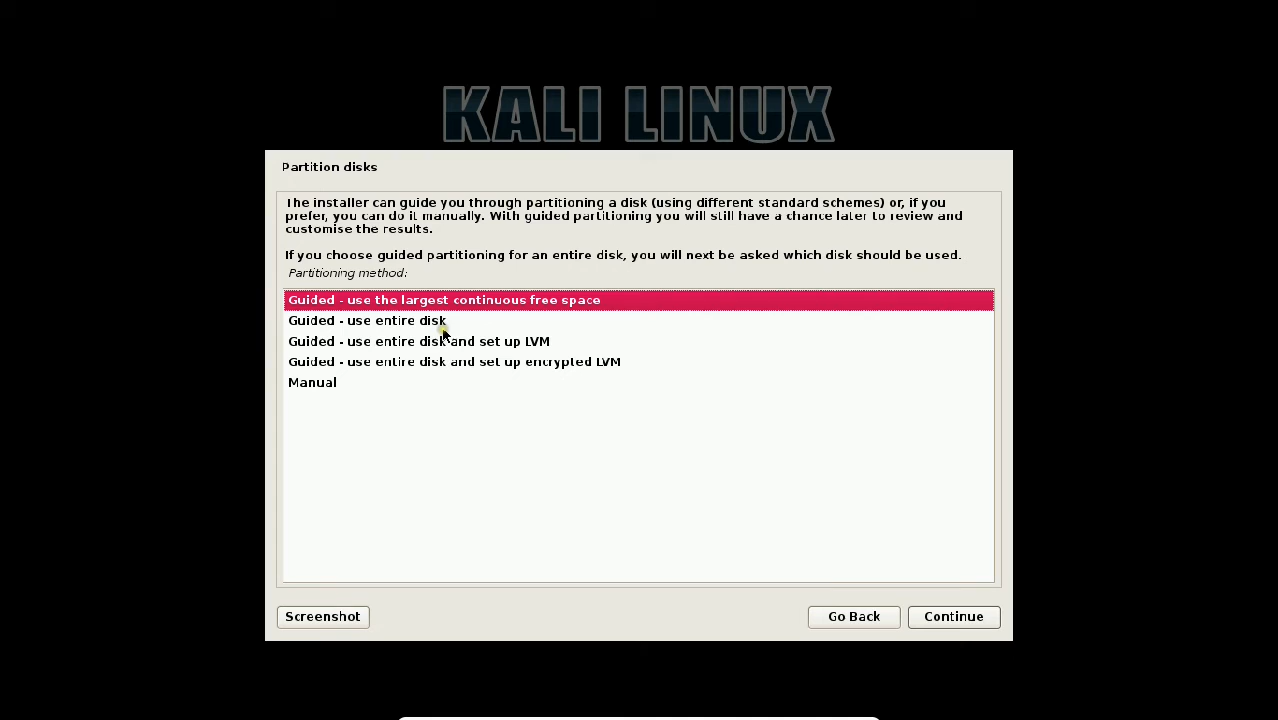 KALI LINUX
Partition disks
The installer can guide you through partitioning a disk (using different standard schemes) or, if you
prefer, you can do it manually. With guided partitioning you will still have a chance later to review and
customise the results.
If you choose guided partitioning for an entire disk, you will next be asked which disk should be used.
Partitioning method:
Guided - use the largest continuous free space
Guided - use entire disk
Guided - use entire disk and set up LVM
Guided - use entire disk and set up encrypted LVM
Manual
Screenshot
Go Back
Continue